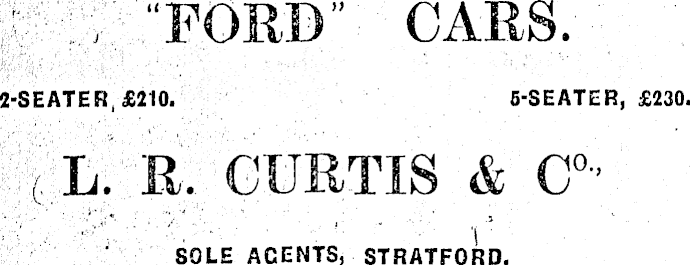 "FORD" CARS.
2-SEATER, £210. 5-SEATER, £230.
L. R. CURTIS & Co.,
SOLE AGENTS, STRATFORD.